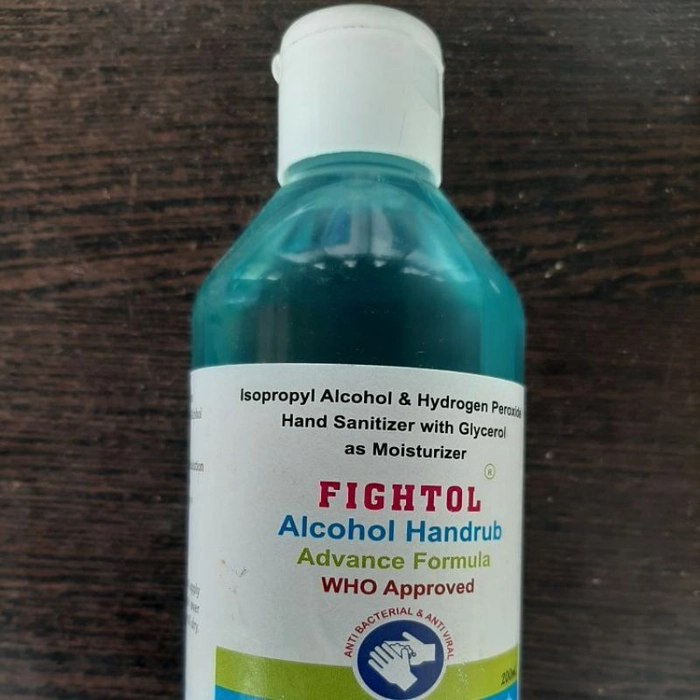 Isopropyl Alcohol & Hydrogen Peroxide
Hand Sanitizer with Glycerol
as Moisturizer
®
FIGHTOL
Alcohol Handrub
Advance Formula
WHO Approved
ANTI BACTERIAL & ANTI VIRAL